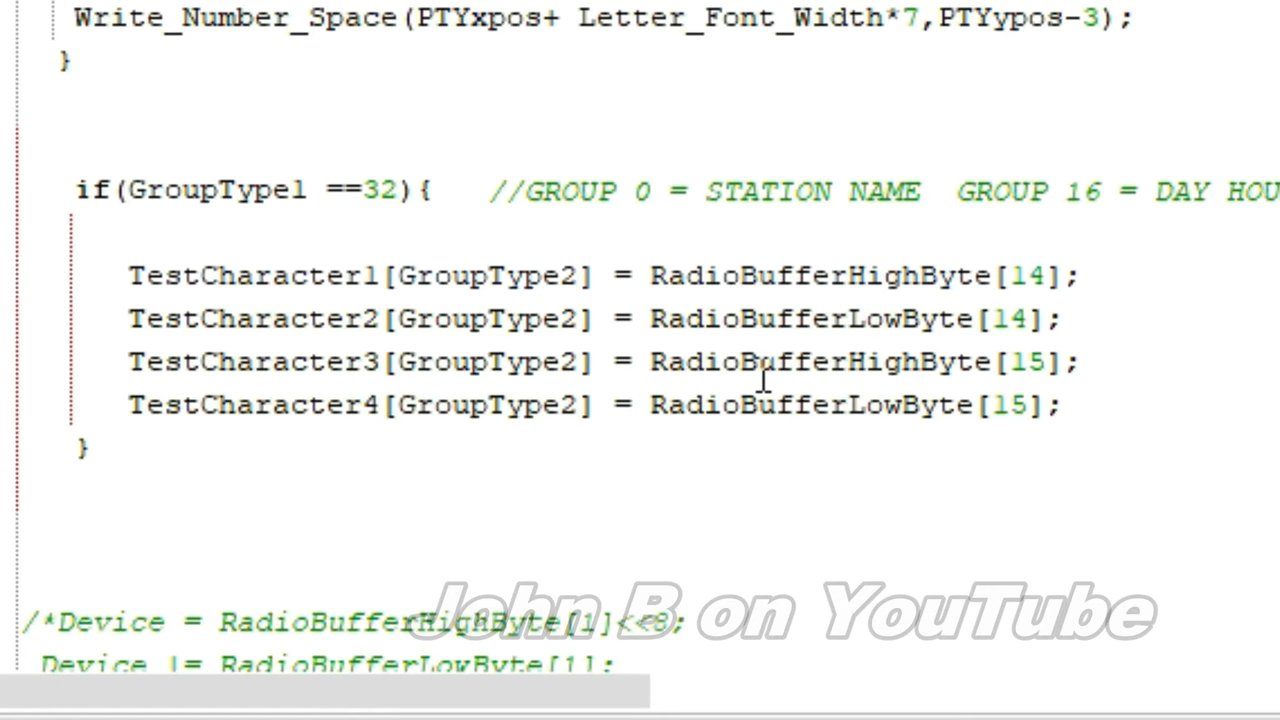 Write_Number_Space(PTYxpos+ Letter_Font_Width*7,PTYypos-3);
}
if(GroupType1 ==32){ //GROUP 0 = STATION NAME GROUP 16 = DAY HOU
TestCharacter1[GroupType2] = RadioBufferHighByte[14];
TestCharacter2[GroupType2] = RadioBufferLowByte[14];
TestCharacter3[GroupType2] = RadioBufferHighByte[15];
TestCharacter4[GroupType2] = RadioBufferLowByte[15];
}
/*Device = RadioBufferHighByte[1]<<8;
John B on YouTube
Device |= RadioBufferLowByte[1];